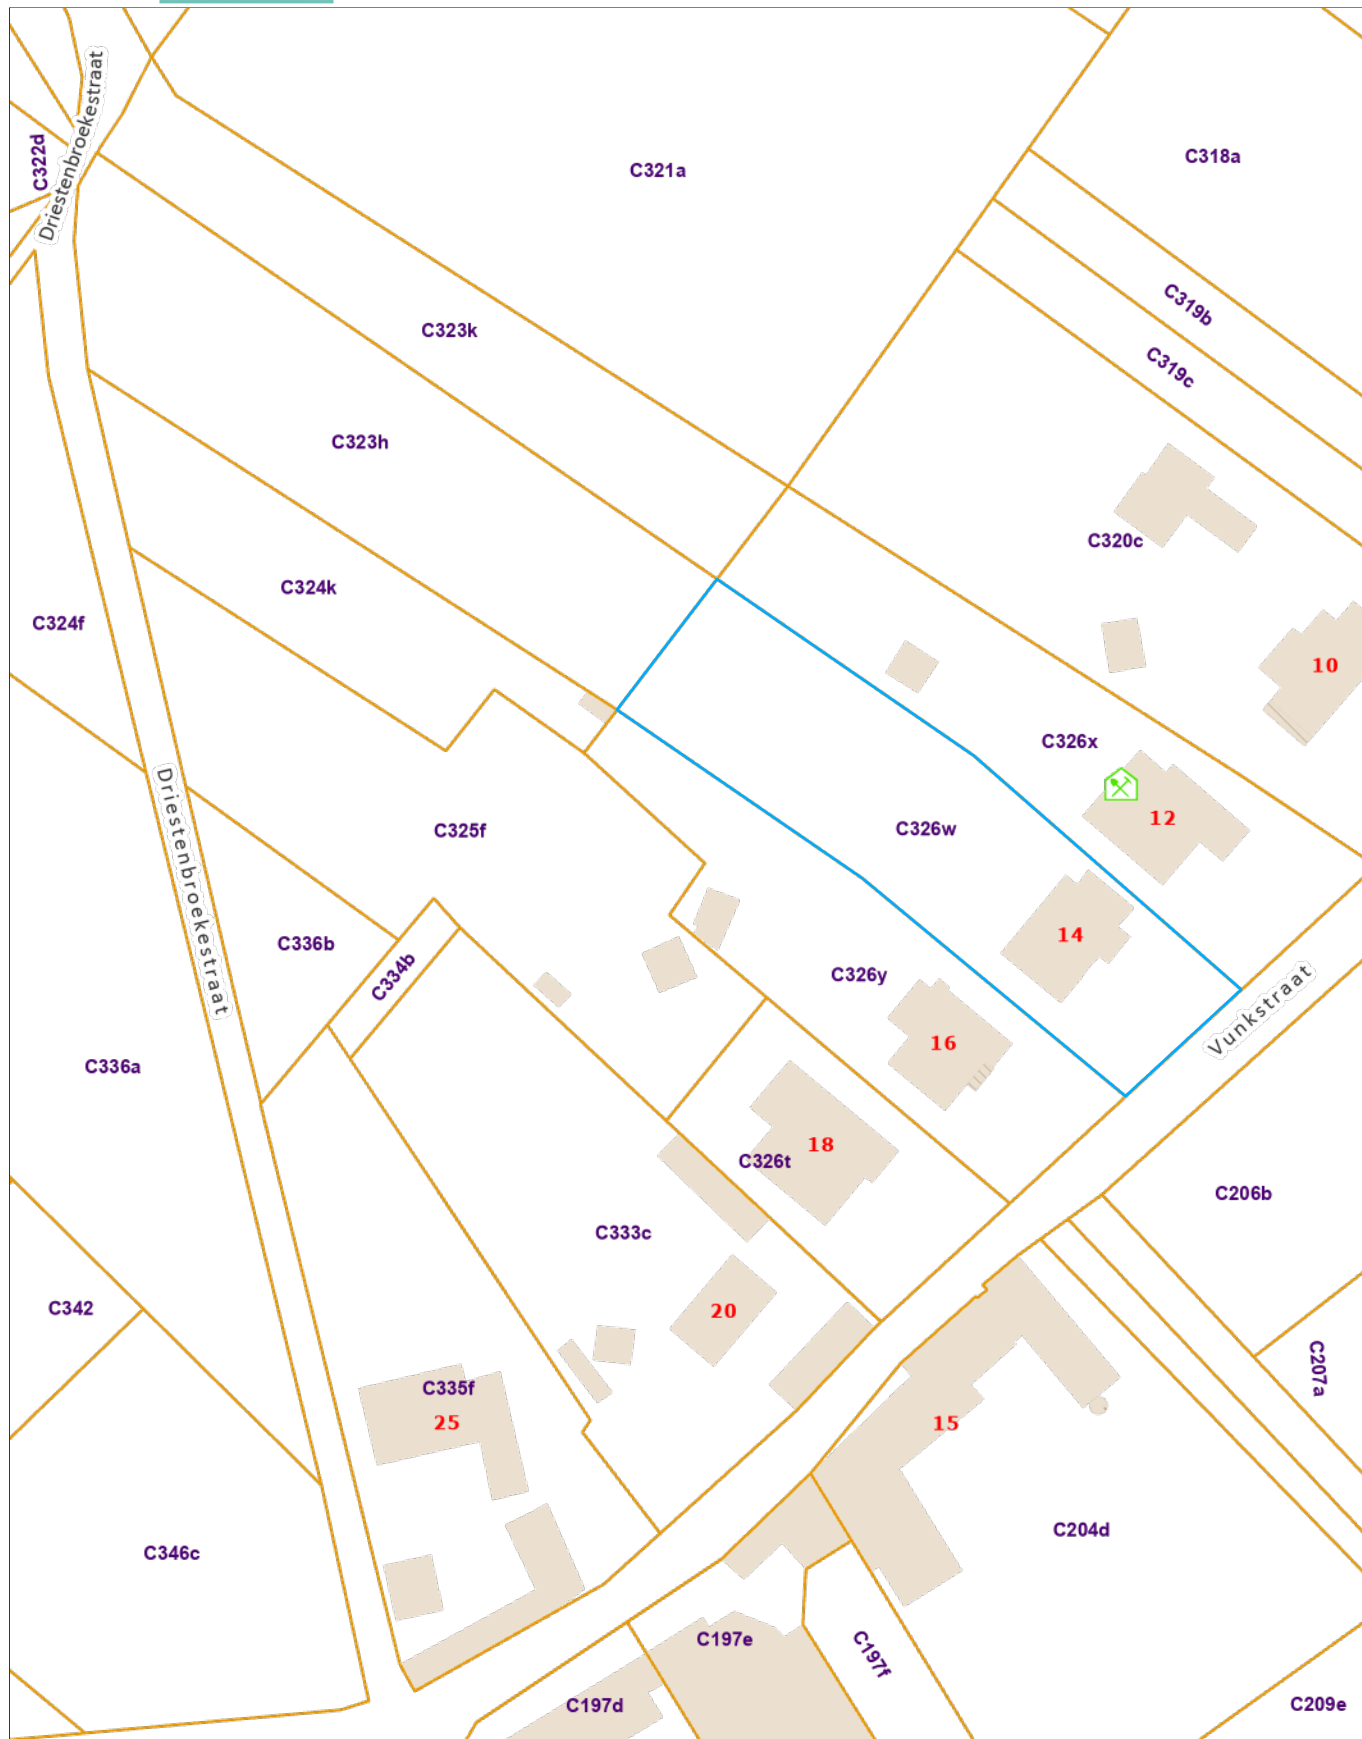 Driestenbroekestraat
C322d
C321a
C318a
C319b
C323k
C319c
C323h
C320c
C324k
C324f
10
C326x
12
C326w
C325f
14
Driestenbroekestraat
C336b
C334b
C326y
Vunkstraat
16
C336a
18
C326t
C206b
C333c
C342
20
C207a
C335f
25
15
C204d
C346c
C197e
C197f
C197d
C209e